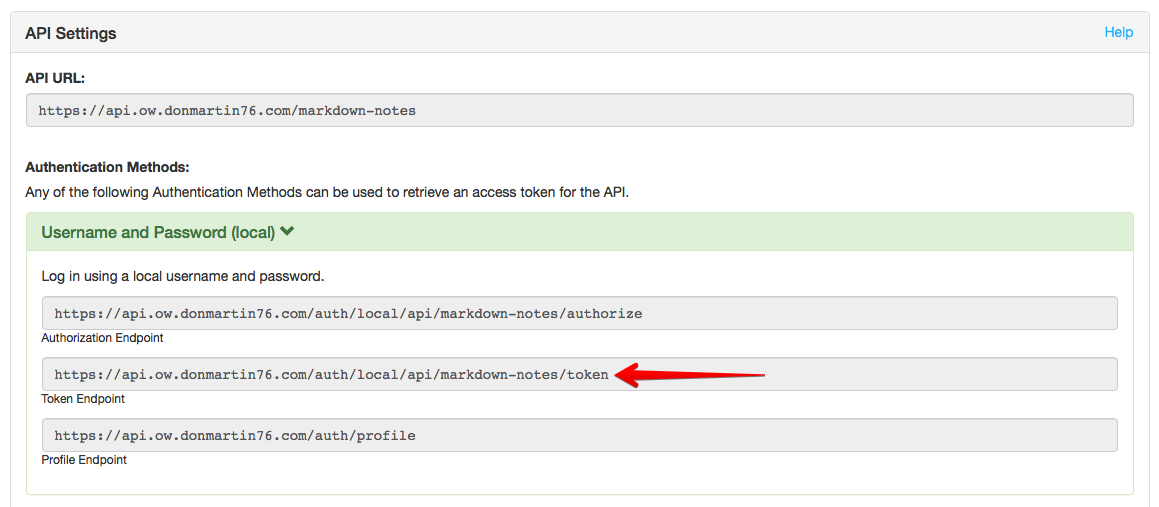 API Settings
Help
API URL:
https://api.ow.donmartin76.com/markdown-notes
Authentication Methods:
Any of the following Authentication Methods can be used to retrieve an access token for the API.
Username and Password (local)
Log in using a local username and password.
https://api.ow.donmartin76.com/auth/local/api/markdown-notes/authorize
Authorization Endpoint
https://api.ow.donmartin76.com/auth/local/api/markdown-notes/token
Token Endpoint
https://api.ow.donmartin76.com/auth/profile
Profile Endpoint